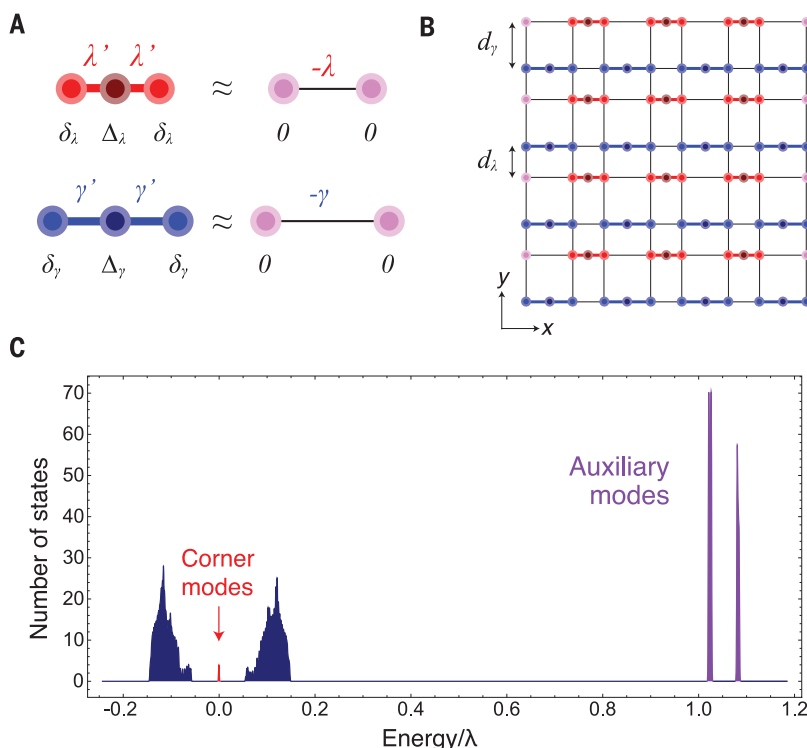 A
λ’ λ’
≈
-λ
δλ Δλ δλ
0 0
γ’ γ’
≈
-γ
δγ Δγ δγ
0 0
B
dγ
dλ
y
x
C
Number of states
70
60
50
40
30
20
10
0
Corner
modes
Auxiliary
modes
-0.2 0.0 0.2 0.4 0.6 0.8 1.0 1.2
Energy/λ